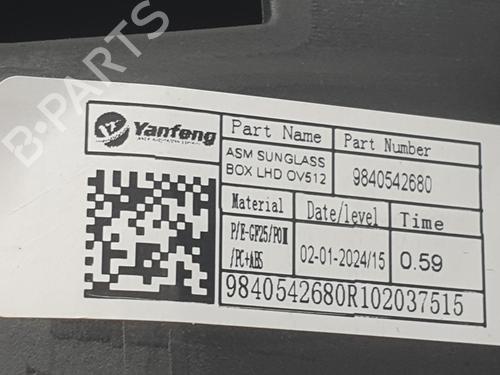 B-PARTS
Yanfeng
Part Name
Part Number
ASM SUNGLASS
BOX LHD OV512
9840542680
Material
Date/level
Time
P/E-GF25/POM
/PC+ABS
02-01-2024/15
0.59
9840542680R102037515